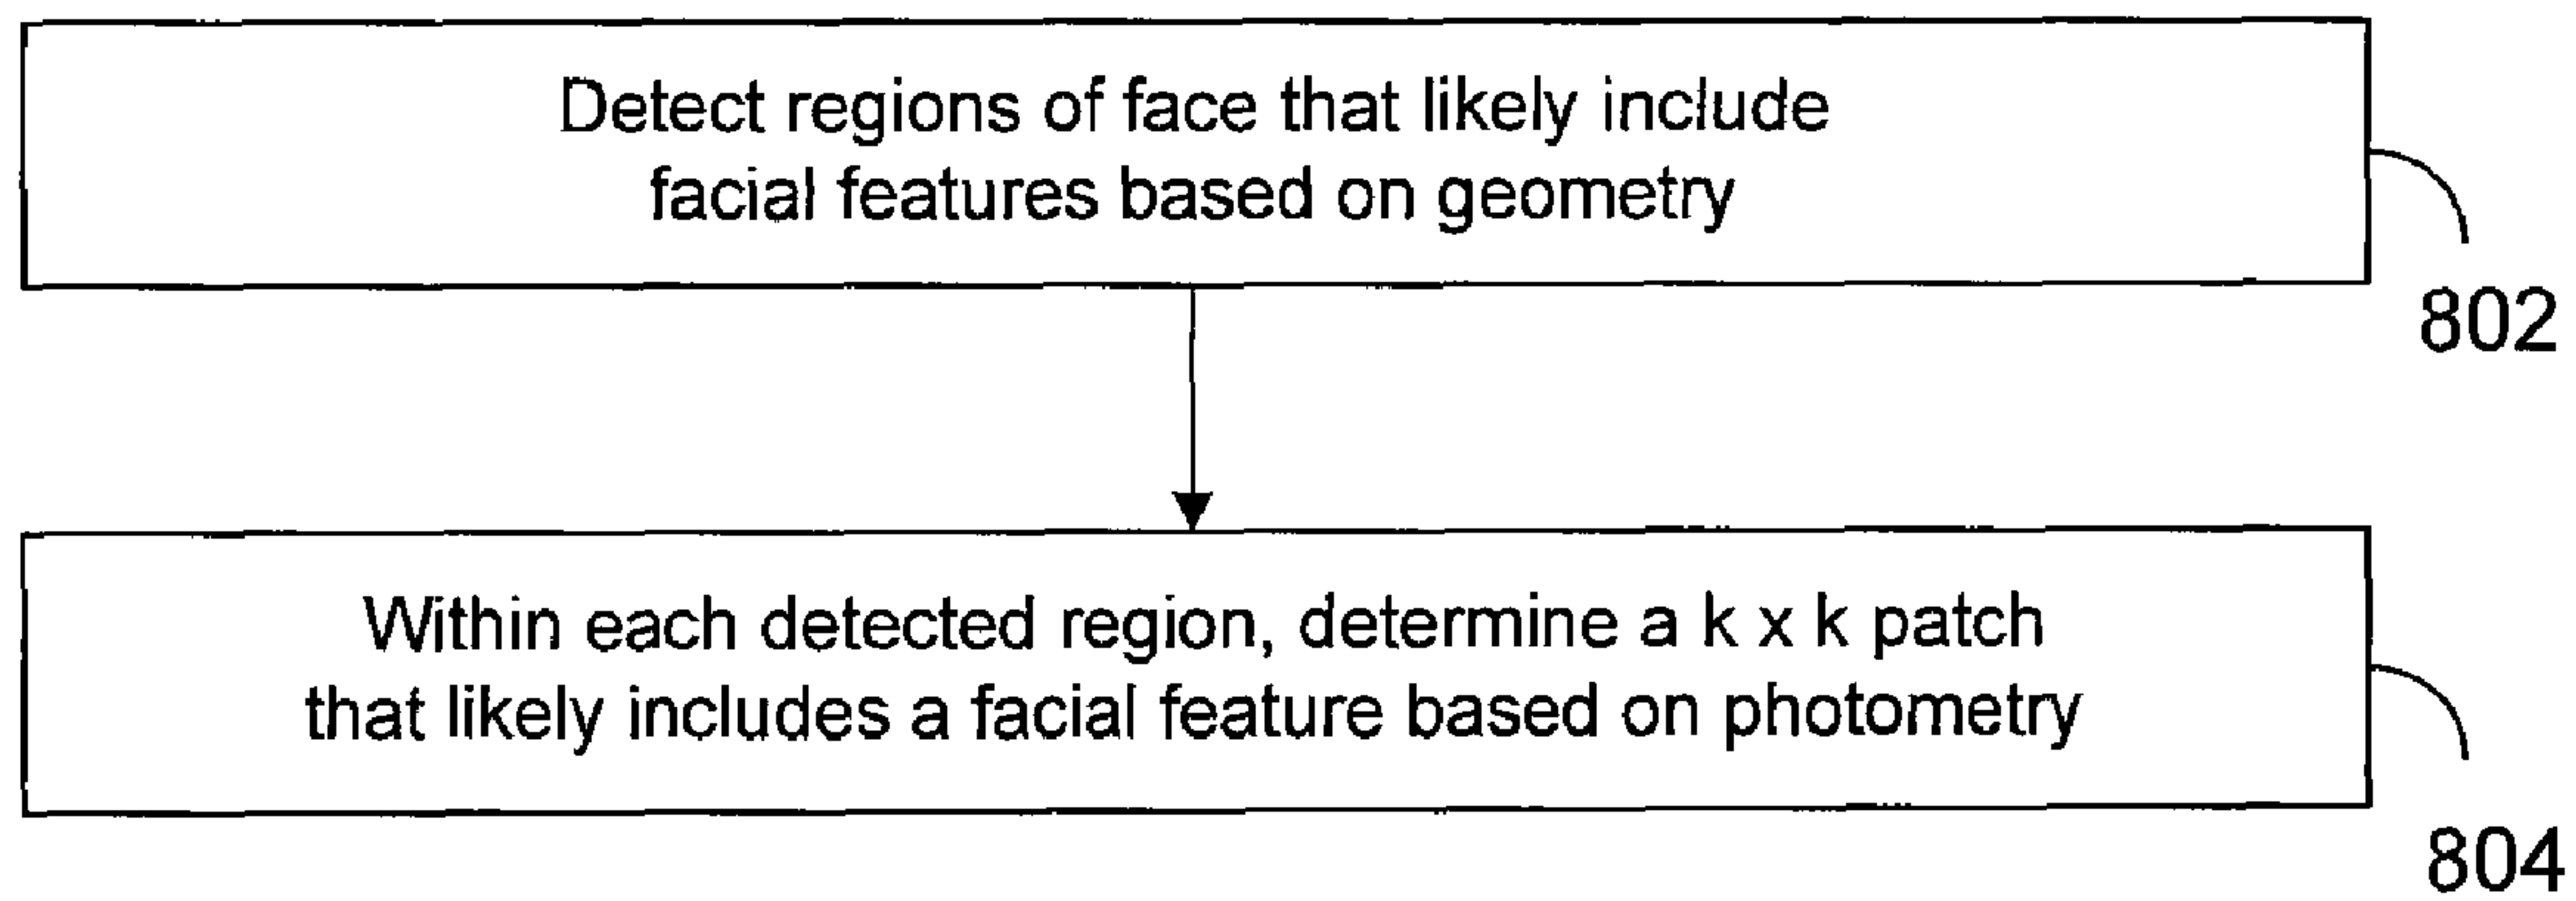 Detect regions of face that likely include
facial features based on geometry
802
Within each detected region, determine a k x k patch
that likely includes a facial feature based on photometry
804